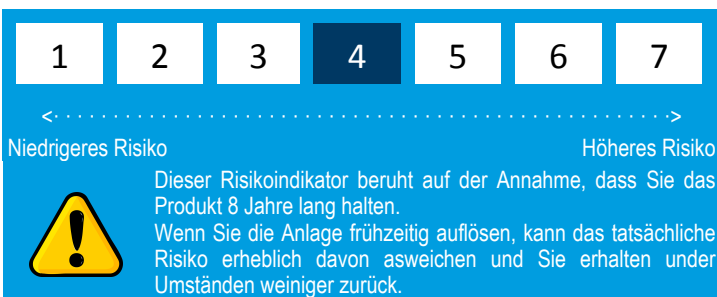 1 2 3 4 5 6 7
<· · · · · · · · · · · · · · · · · · · · · · · · · · · · · · · · · · · · · · · · · · · · · · · · · · · · ·>
Niedrigeres Risiko Höheres Risiko
Dieser Risikoindikator beruht auf der Annahme, dass Sie das
Produkt 8 Jahre lang halten.
Wenn Sie die Anlage frühzeitig auflösen, kann das tatsächliche
Risiko erheblich davon asweichen und Sie erhalten under
Umständen weiniger zurück.
!